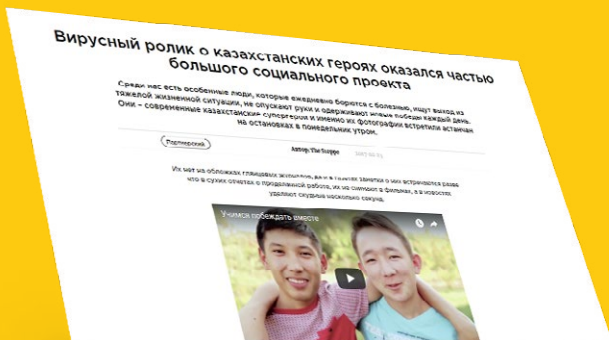 Вирусный ролик о казахстанских героях оказался частью
большого социального проекта
Среди нас есть особенные люди, которые ежедневно борются с болезнью, ищут выход из
тяжелой жизненной ситуации, не опускают руки и одерживают новые победы каждый день.
Они – современные казахстанские супергерои и именно их фотографии встретили астанчан
на остановках в понедельник утром.
Партнерский
Автор: The Steppe
Их нет на обложках глянцевых журналов, да и в газетах заметки о них встречаются разве
что в сухих отчетах о проделанной работе, их не снимают в фильмах, а в новостях
уделяют скудные несколько секунд.
Учимся побеждать вместе